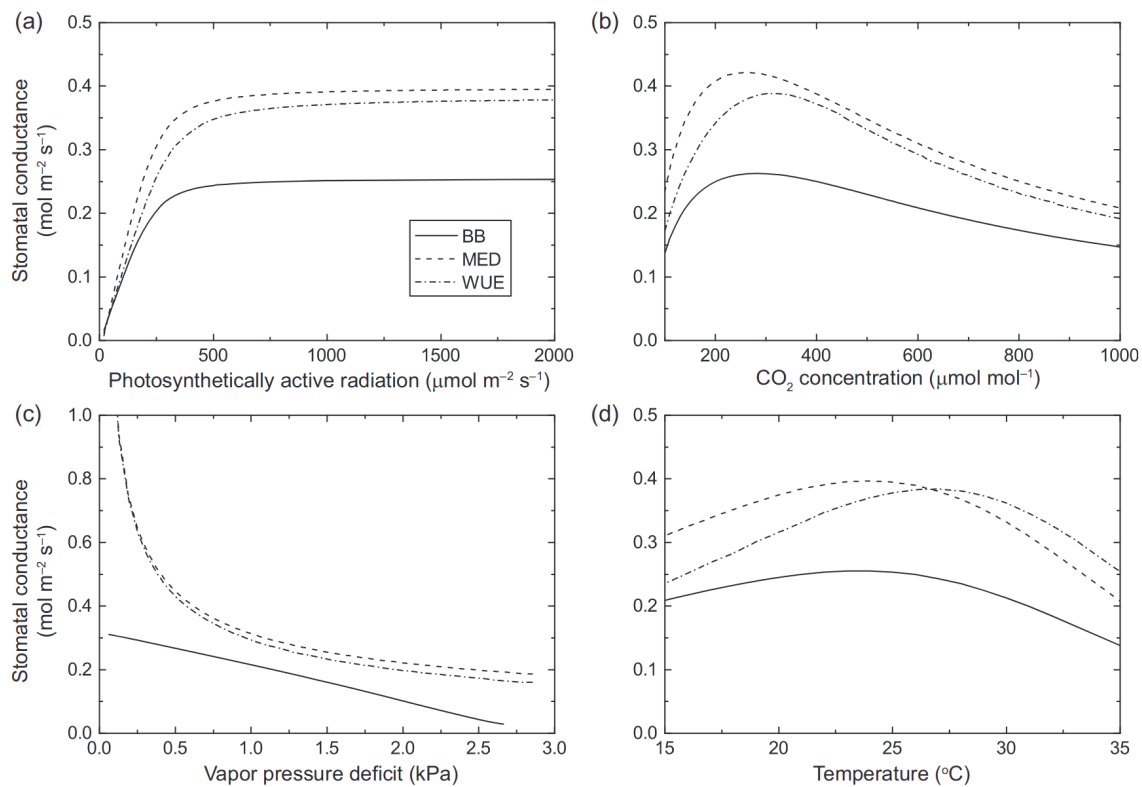 (a)
0.5
0.4
0.3
0.2
0.1
0.0
Stomatal conductance
(mol m⁻² s⁻¹)
BB
MED
WUE
0 500 1000 1500 2000
Photosynthetically active radiation (μmol m⁻² s⁻¹)
(b)
0.5
0.4
0.3
0.2
0.1
0.0
200 400 600 800 1000
CO₂ concentration (μmol mol⁻¹)
(c)
1.0
0.8
0.6
0.4
0.2
0.0
Stomatal conductance
(mol m⁻² s⁻¹)
0.0 0.5 1.0 1.5 2.0 2.5 3.0
Vapor pressure deficit (kPa)
(d)
0.5
0.4
0.3
0.2
0.1
0.0
15 20 25 30 35
Temperature (°C)